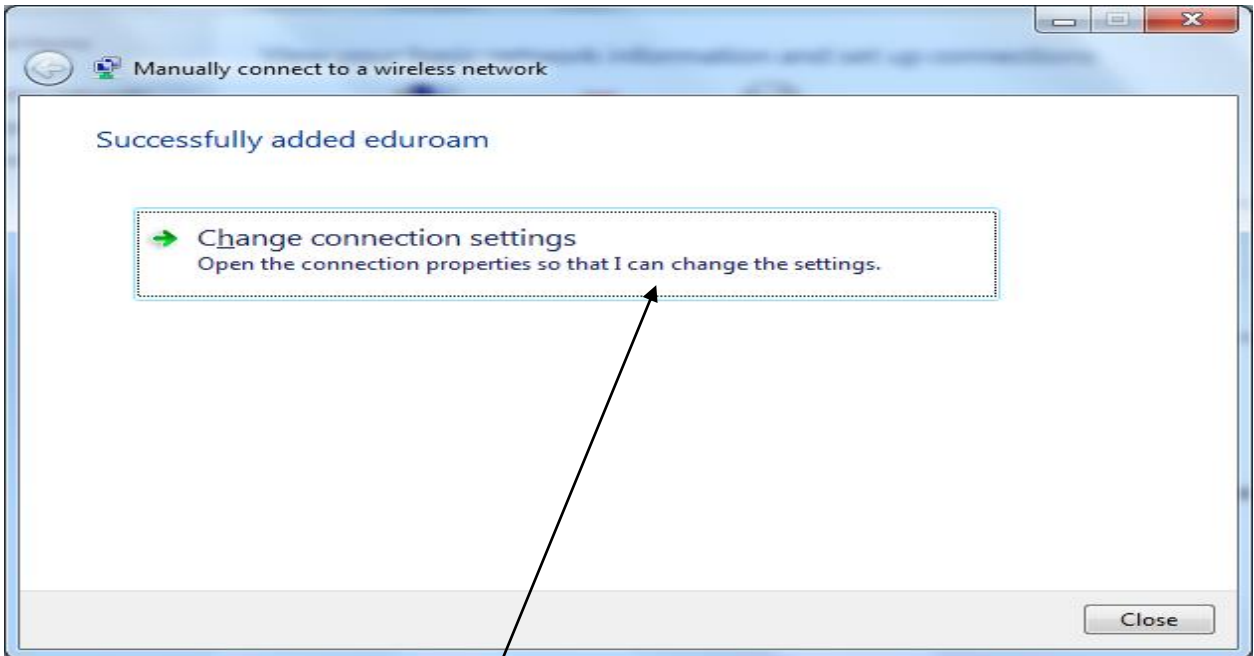 Manually connect to a wireless network
Successfully added eduroam
Change connection settings
Open the connection properties so that I can change the settings.
Close